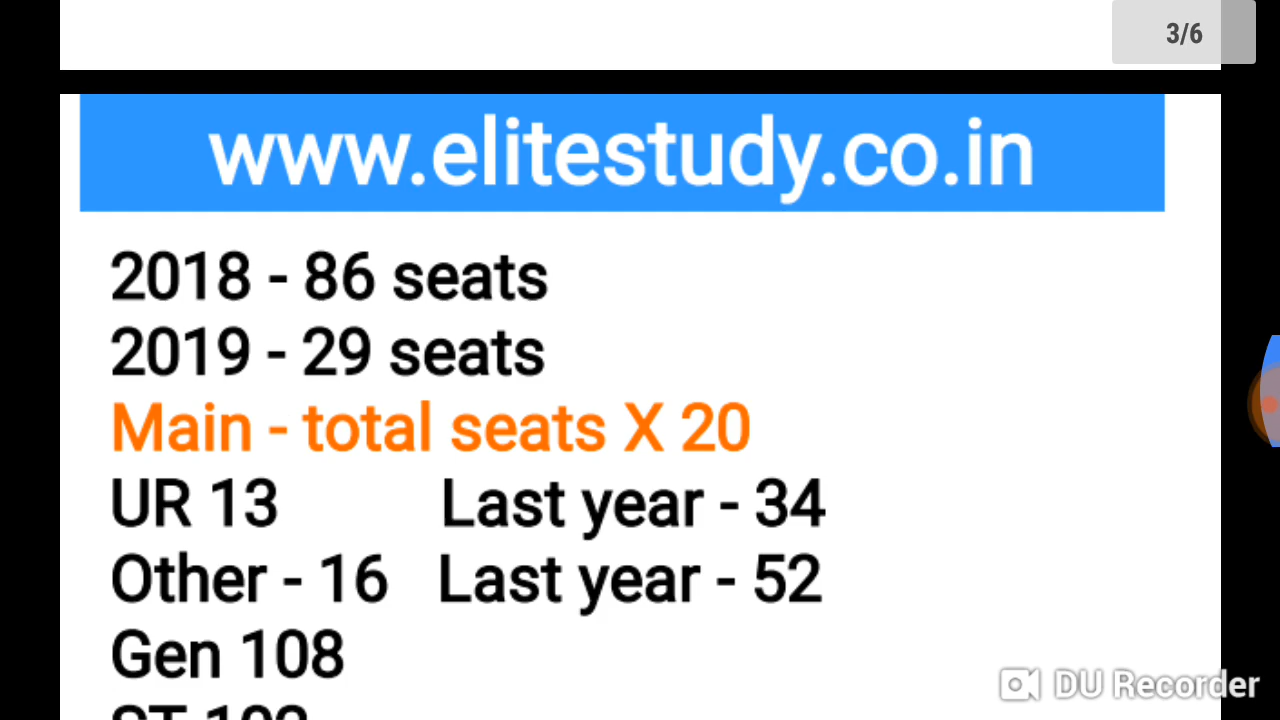 3/6
www.elitestudy.co.in
2018 - 86 seats
2019 - 29 seats
Main - total seats X 20
UR 13 Last year - 34
Other - 16 Last year - 52
Gen 108
DU Recorder